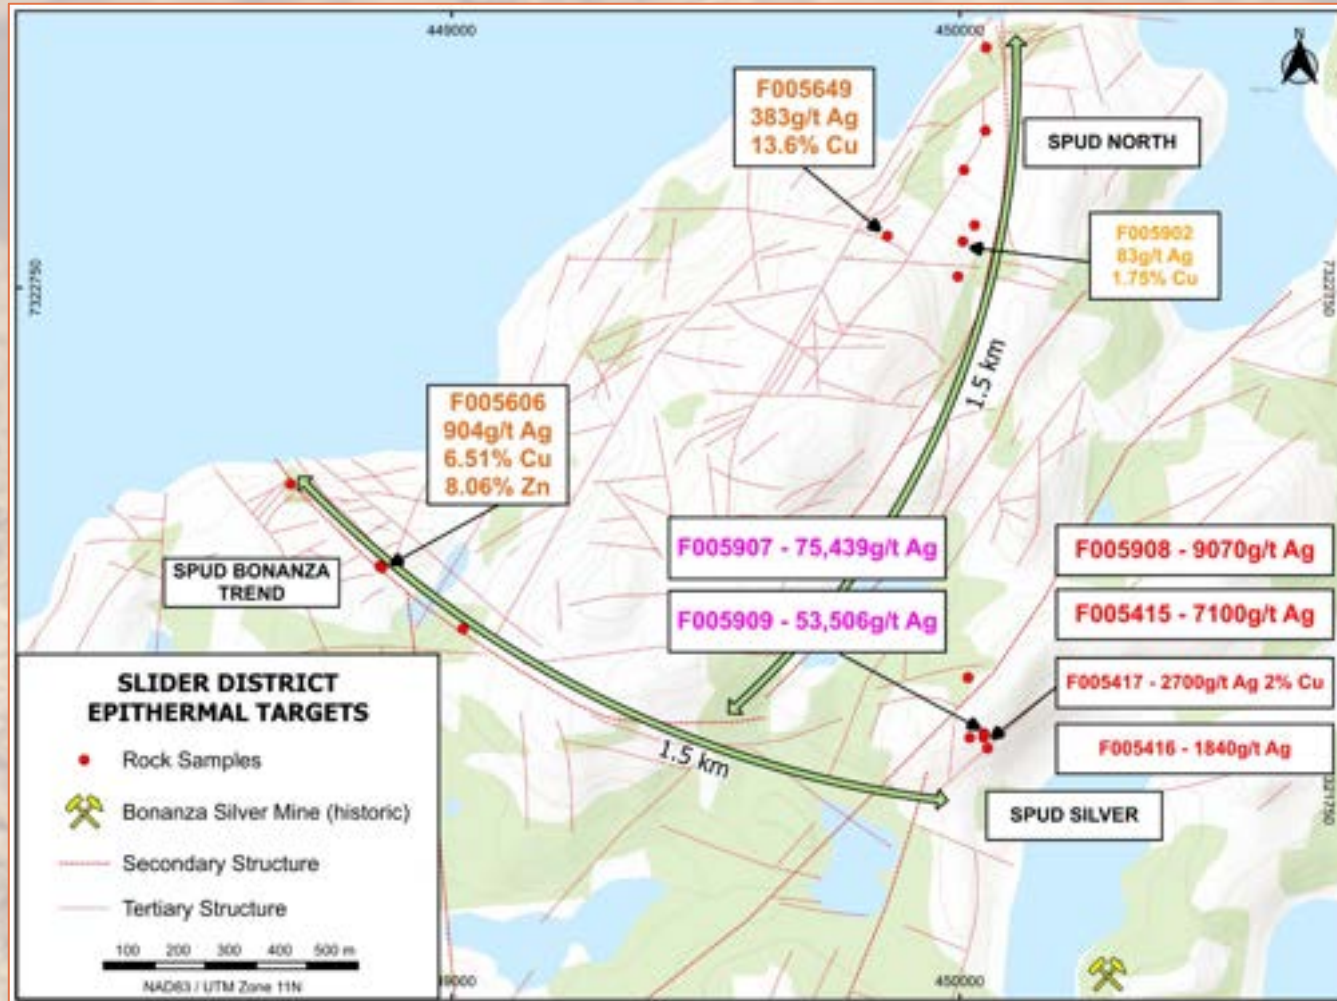 449000
450000
N
F005649
383g/t Ag
13.6% Cu
SPUD NORTH
F005902
83g/t Ag
1.75% Cu
7322750
7322750
1.5 km
F005606
904g/t Ag
6.51% Cu
8.06% Zn
F005907 - 75,439g/t Ag
F005908 - 9070g/t Ag
SPUD BONANZA
TREND
F005909 - 53,506g/t Ag
F005415 - 7100g/t Ag
F005417 - 2700g/t Ag 2% Cu
F005416 - 1840g/t Ag
1.5 km
321750
SPUD SILVER
SLIDER DISTRICT
EPITHERMAL TARGETS
Rock Samples
Bonanza Silver Mine (historic)
Secondary Structure
Tertiary Structure
100 200 300 400 500 m
NAD83 / UTM Zone 11N
49000
450000